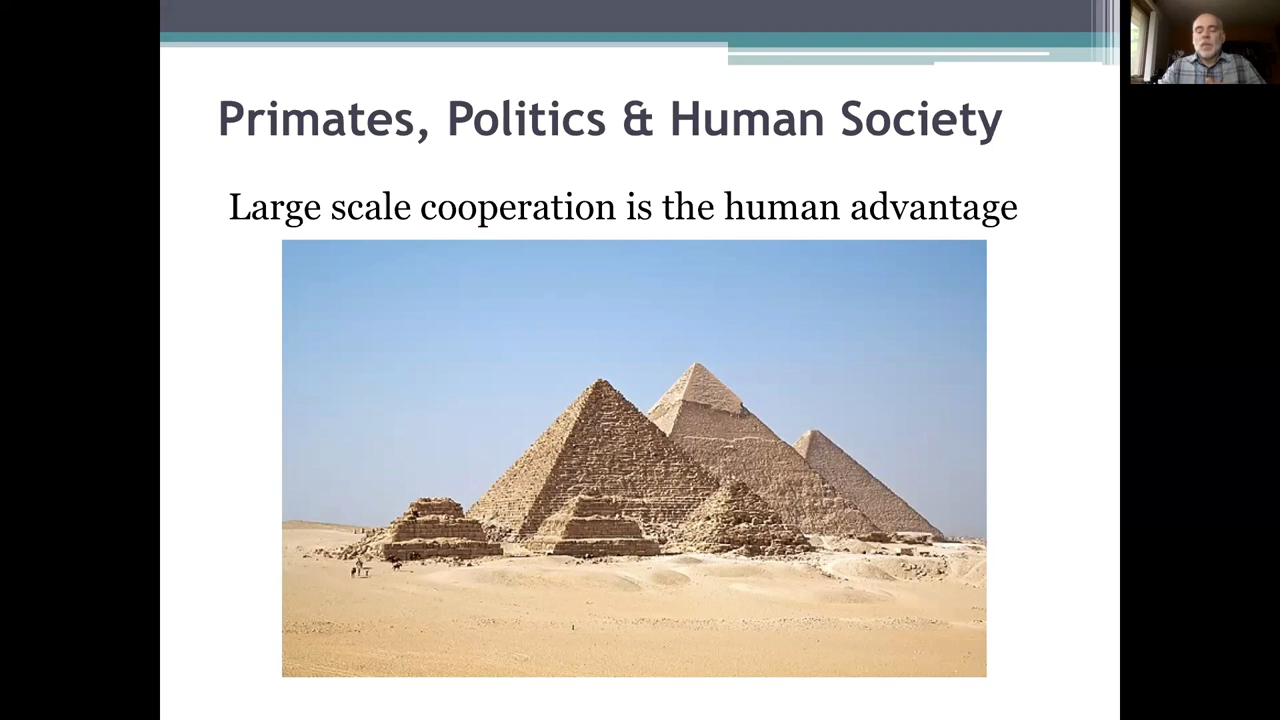 Primates, Politics & Human Society
Large scale cooperation is the human advantage